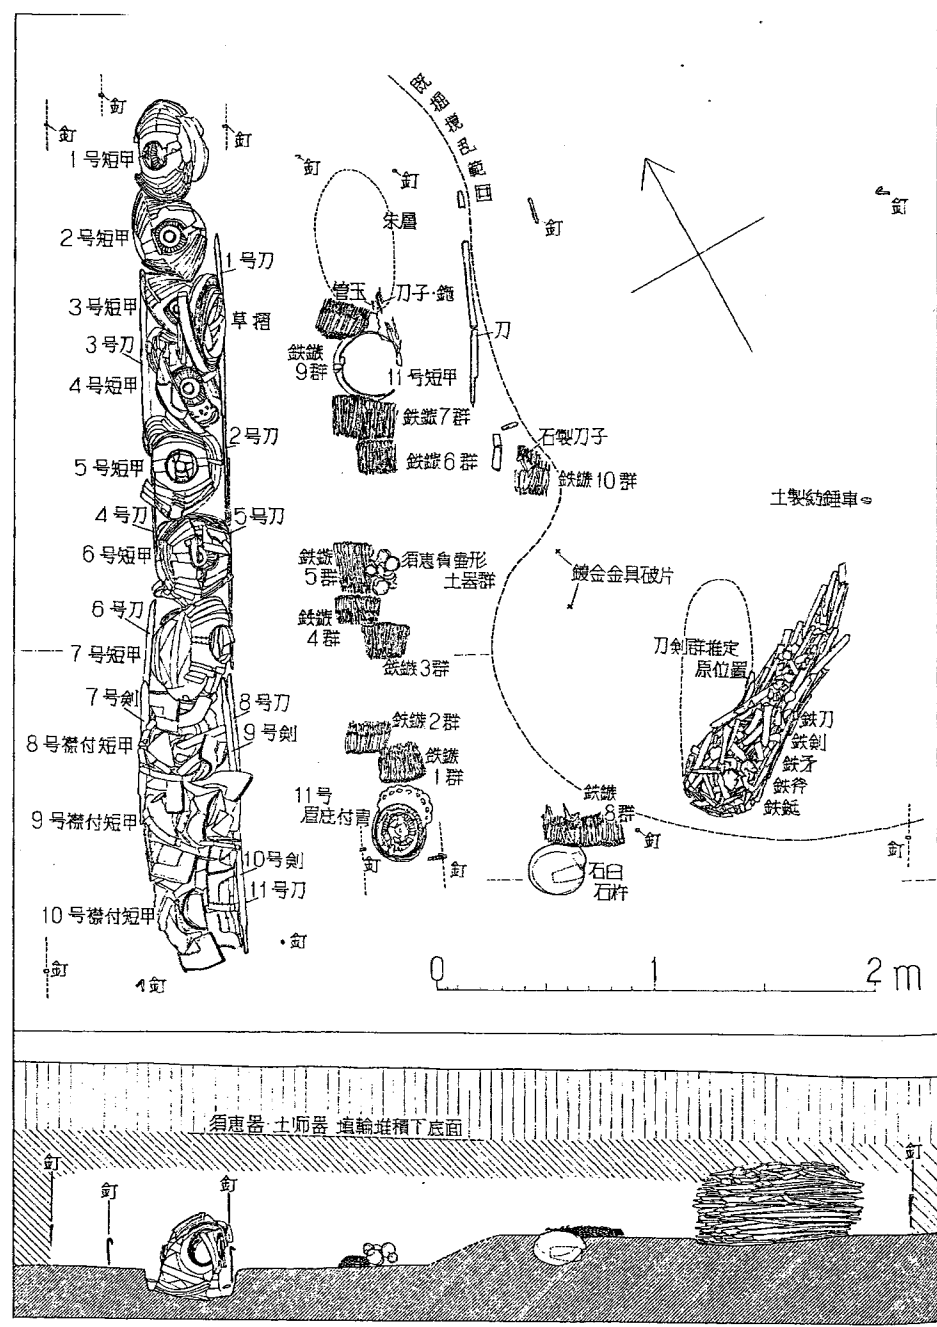 釘
釘
釘
1号短甲
2号短甲
1号刀
3号短甲
草摺
3号刀
4号短甲
2号刀
5号短甲
4号刀
5号刀
6号短甲
6号刀
7号短甲
7号剣
8号刀
8号襟付短甲
9号剣
9号襟付短甲
10号剣
11号刀
10号襟付短甲
釘
釘
釘
釘
釘
朱層
管玉
刀子・鉇
鉄鏃
9群
11号短甲
鉄鏃7群
鉄鏃6群
鉄鏃
5群
須恵負壷形
土器群
鉄鏃
4群
鉄鏃3群
鉄鏃2群
鉄鏃
1群
11号
眉庇付冑
釘
釘
範囲
釘
釘
刀
石製刀子
鉄鏃10群
土製紡錘車
鍍金金具破片
刀剣群推定
原位置
鉄刀
鉄剣
鉄矛
鉄斧
鉄鋌
鉄鏃
8群
釘
石臼
石杵
釘
0 1 2m
須恵器 土师器 埴輪堆積下底面
釘
釘
釘
釘